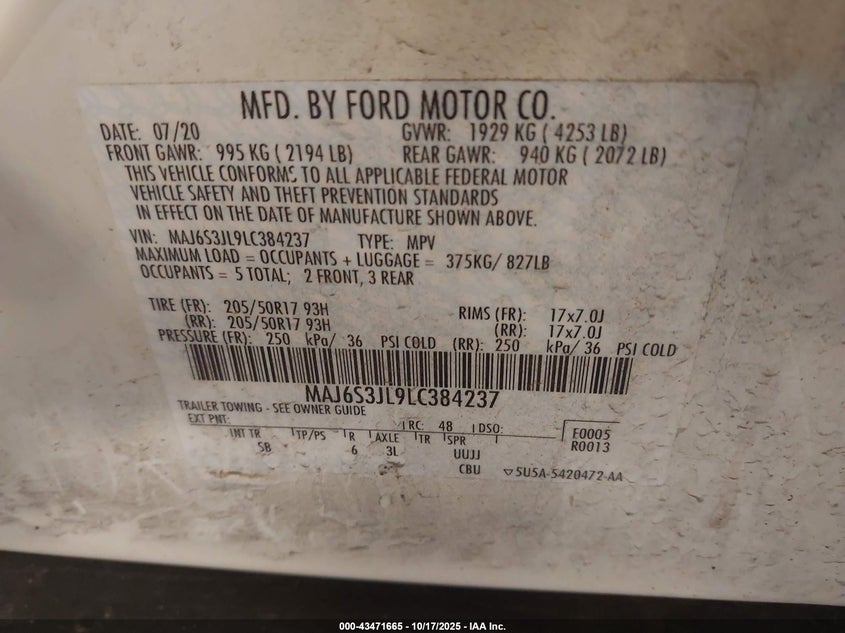 MFD. BY FORD MOTOR CO.
DATE: 07/20 GVWR: 1929 KG ( 4253 LB)
FRONT GAWR: 995 KG ( 2194 LB) REAR GAWR: 940 KG ( 2072 LB)
THIS VEHICLE CONFORMS TO ALL APPLICABLE FEDERAL MOTOR
VEHICLE SAFETY AND THEFT PREVENTION STANDARDS
IN EFFECT ON THE DATE OF MANUFACTURE SHOWN ABOVE.
VIN: MAJ6S3JL9LC384237 TYPE: MPV
MAXIMUM LOAD = OCCUPANTS + LUGGAGE = 375KG/ 827LB
OCCUPANTS = 5 TOTAL; 2 FRONT, 3 REAR
TIRE (FR): 205/50R17 93H RIMS (FR): 17x7.0J
(RR): 205/50R17 93H (RR): 17x7.0J
PRESSURE (FR): 250 kPa/ 36 PSI COLD (RR): 250 kPa/ 36 PSI COLD
MAJ6S3JL9LC384237
TRAILER TOWING - SEE OWNER GUIDE
EXT PNT: RC: 48 DSO: F0005
INT TR TP/PS R AXLE TR SPR R0013
SB 6 3L UUJJ
CBU 5U5A-5420472-AA
000-43471665 - 10/17/2025 - IAA Inc.